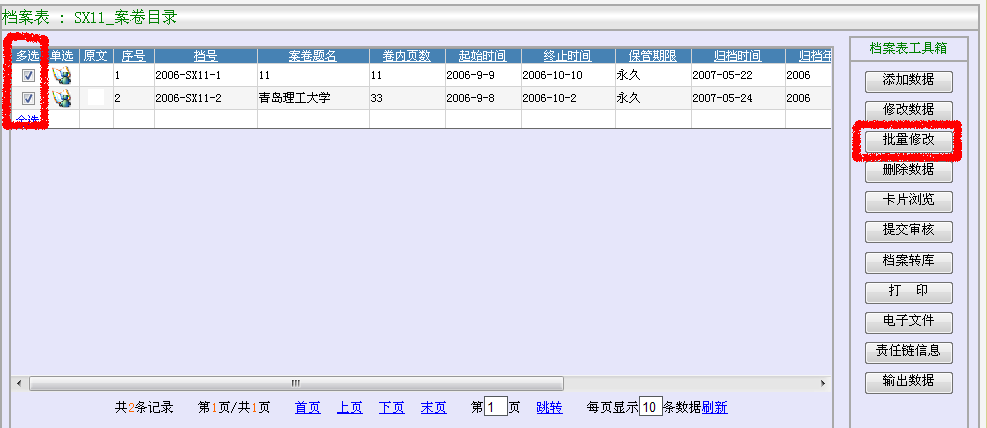 档案表 : SX11_案卷目录
多选 单选 原文 序号 档号 案卷题名 卷内页数 起始时间 终止时间 保管期限 归档时间 归档年
1 2006-SX11-1 11 11 2006-9-9 2006-10-10 永久 2007-05-22 2006
2 2006-SX11-2 青岛理工大学 33 2006-9-8 2006-10-2 永久 2007-05-24 2006
全选
共2条记录 第1页/共1页 首页 上页 下页 末页 第1页 跳转 每页显示10条数据刷新
档案表工具箱
添加数据
修改数据
批量修改
删除数据
卡片浏览
提交审核
档案转库
打 印
电子文件
责任链信息
输出数据